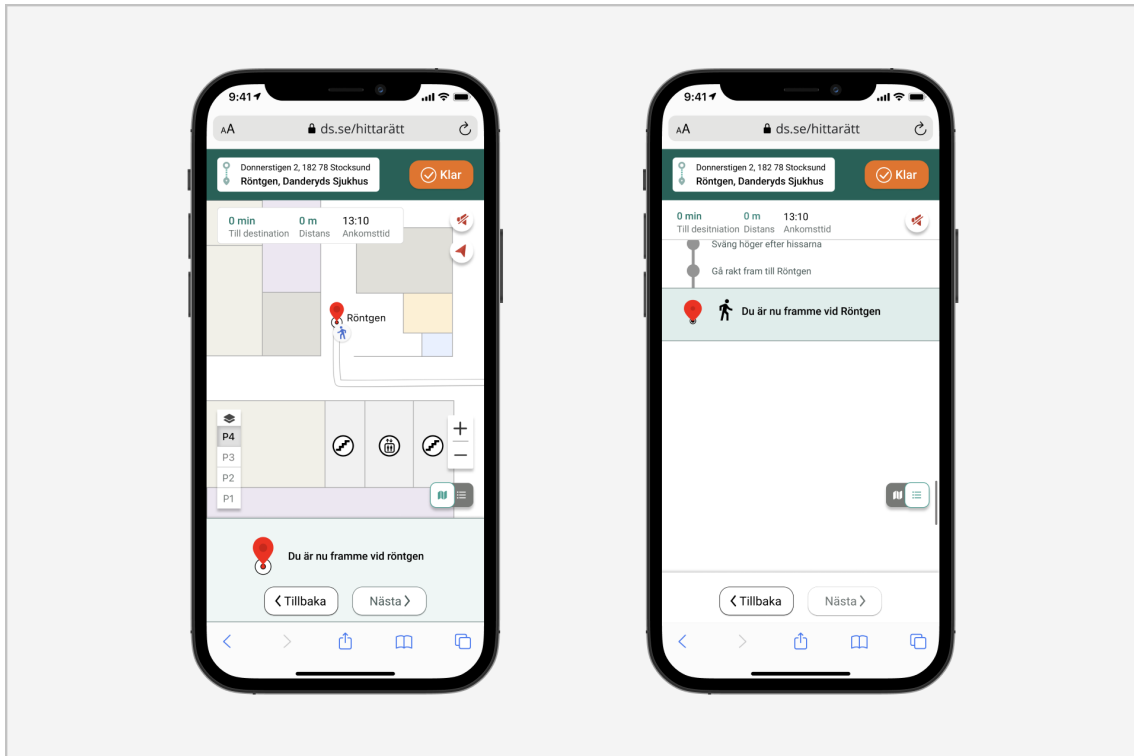 9:41
AA ds.se/hittarätt
Donnerstigen 2, 182 78 Stocksund
Röntgen, Danderyds Sjukhus
Klar
0 min 0 m 13:10
Till destination Distans Ankomsttid
Röntgen
P4
P3
P2
P1
+
−
Du är nu framme vid röntgen
Tillbaka
Nästa
9:41
AA ds.se/hittarätt
Donnerstigen 2, 182 78 Stocksund
Röntgen, Danderyds Sjukhus
Klar
0 min 0 m 13:10
Till desitniation Distans Ankomsttid
Sväng höger efter hissarna
Gå rakt fram till Röntgen
Du är nu framme vid Röntgen
Tillbaka
Nästa